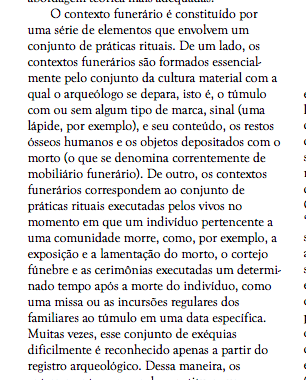 abordagem teórica mais adequadas.
O contexto funerário é constituído por
uma série de elementos que envolvem um
conjunto de práticas rituais. De um lado, os
contextos funerários são formados essencial-
mente pelo conjunto da cultura material com a
qual o arqueólogo se depara, isto é, o túmulo
com ou sem algum tipo de marca, sinal (uma
lápide, por exemplo), e seu conteúdo, os restos
ósseos humanos e os objetos depositados com o
morto (o que se denomina correntemente de
mobiliário funerário). De outro, os contextos
funerários correspondem ao conjunto de
práticas rituais executadas pelos vivos no
momento em que um indivíduo pertencente a
uma comunidade morre, como, por exemplo, a
exposição e a lamentação do morto, o cortejo
fúnebre e as cerimônias executadas um determi-
nado tempo após a morte do indivíduo, como
uma missa ou as incursões regulares dos
familiares ao túmulo em uma data específica.
Muitas vezes, esse conjunto de exéquias
dificilmente é reconhecido apenas a partir do
registro arqueológico. Dessa maneira, os